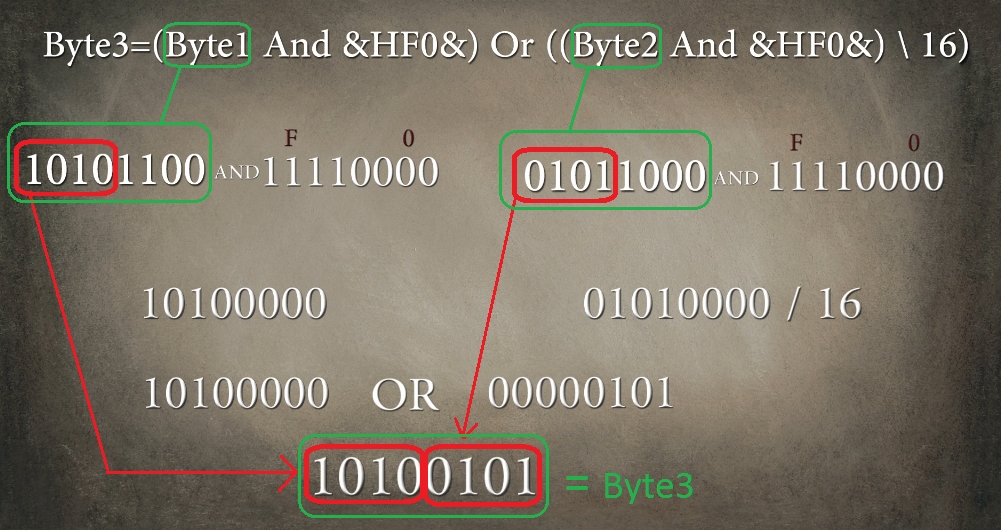 Byte3=(Byte1 And &HF0&) Or ((Byte2 And &HF0&) \ 16)
F 0 F 0
10101100 AND 11110000 01011000 AND 11110000
10100000 01010000 / 16
10100000 OR 00000101
10100101 = Byte3